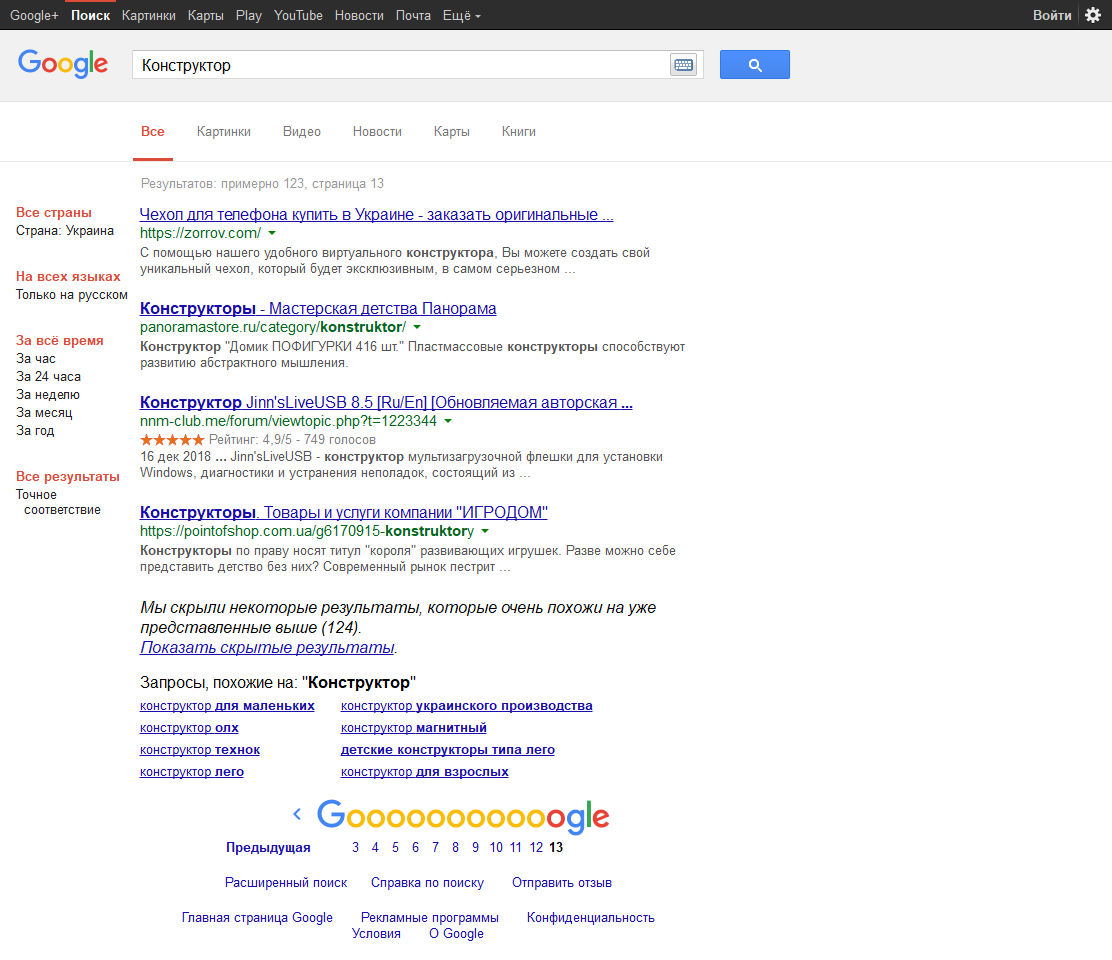 Google+ Поиск Картинки Карты Play YouTube Новости Почта Ещё Войти
Google Конструктор
Все Картинки Видео Новости Карты Книги
Результатов: примерно 123, страница 13
Все страны
Страна: Украина
На всех языках
Только на русском
За всё время
За час
За 24 часа
За неделю
За месяц
За год
Все результаты
Точное
соответствие
Чехол для телефона купить в Украине - заказать оригинальные ...
https://zorrov.com/
С помощью нашего удобного виртуального конструктора, Вы можете создать свой
уникальный чехол, который будет эксклюзивным, в самом серьезном ...
Конструкторы - Мастерская детства Панорама
panoramastore.ru/category/konstruktor/
Конструктор "Домик ПОФИГУРКИ 416 шт." Пластмассовые конструкторы способствуют
развитию абстрактного мышления.
Конструктор Jinn'sLiveUSB 8.5 [Ru/En] [Обновляемая авторская ...
nnm-club.me/forum/viewtopic.php?t=1223344
Рейтинг: 4,9/5 - 749 голосов
16 дек 2018 ... Jinn'sLiveUSB - конструктор мультизагрузочной флешки для установки
Windows, диагностики и устранения неполадок, состоящий из ...
Конструкторы. Товары и услуги компании "ИГРОДОМ"
https://pointofshop.com.ua/g6170915-konstruktory
Конструкторы по праву носят титул "короля" развивающих игрушек. Разве можно себе
представить детство без них? Современный рынок пестрит ...
Мы скрыли некоторые результаты, которые очень похожи на уже
представленные выше (124).
Показать скрытые результаты.
Запросы, похожие на: "Конструктор"
конструктор для маленьких конструктор украинского производства
конструктор олх конструктор магнитный
конструктор технок детские конструкторы типа лего
конструктор лего конструктор для взрослых
Goooooooooooogle
Предыдущая 3 4 5 6 7 8 9 10 11 12 13
Расширенный поиск Справка по поиску Отправить отзыв
Главная страница Google Рекламные программы Конфиденциальность
Условия О Google